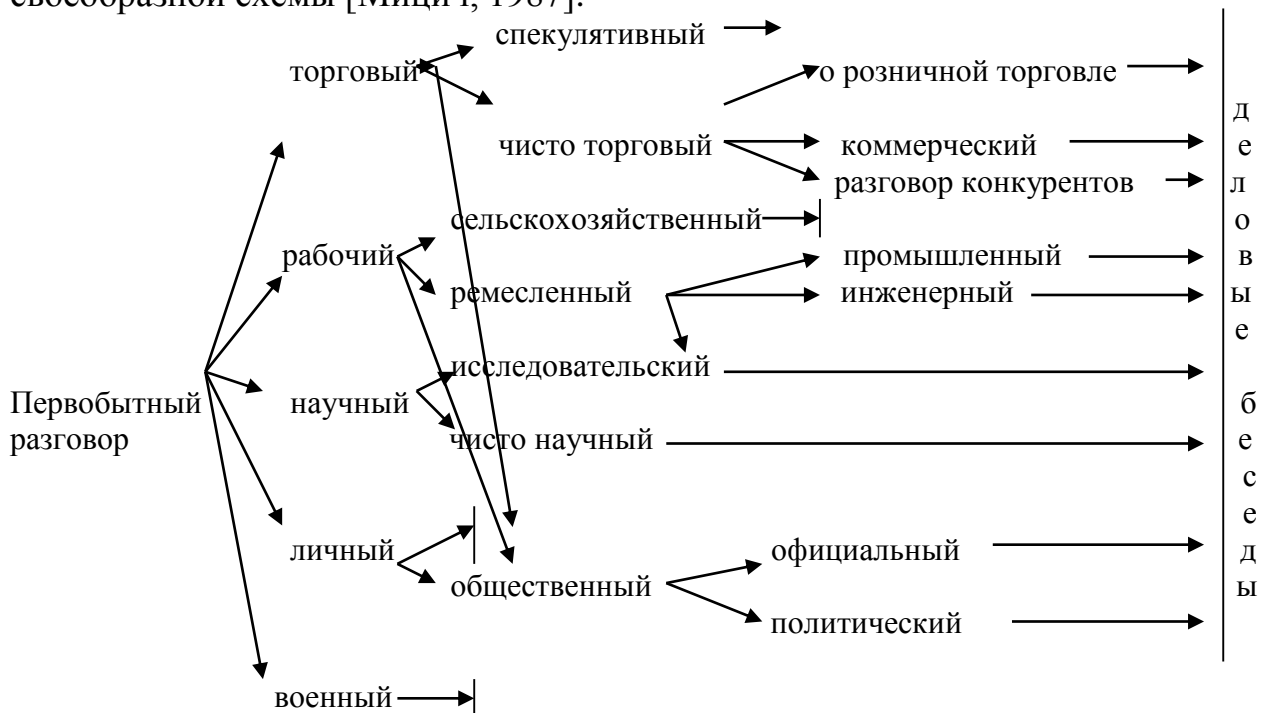 своеобразной схемы [Мицич, 1987].
спекулятивный
торговый
о розничной торговле
чисто торговый
коммерческий
разговор конкурентов
сельскохозяйственный
рабочий
промышленный
ремесленный
инженерный
исследовательский
Первобытный
разговор
научный
чисто научный
личный
официальный
общественный
политический
военный
деловые беседы